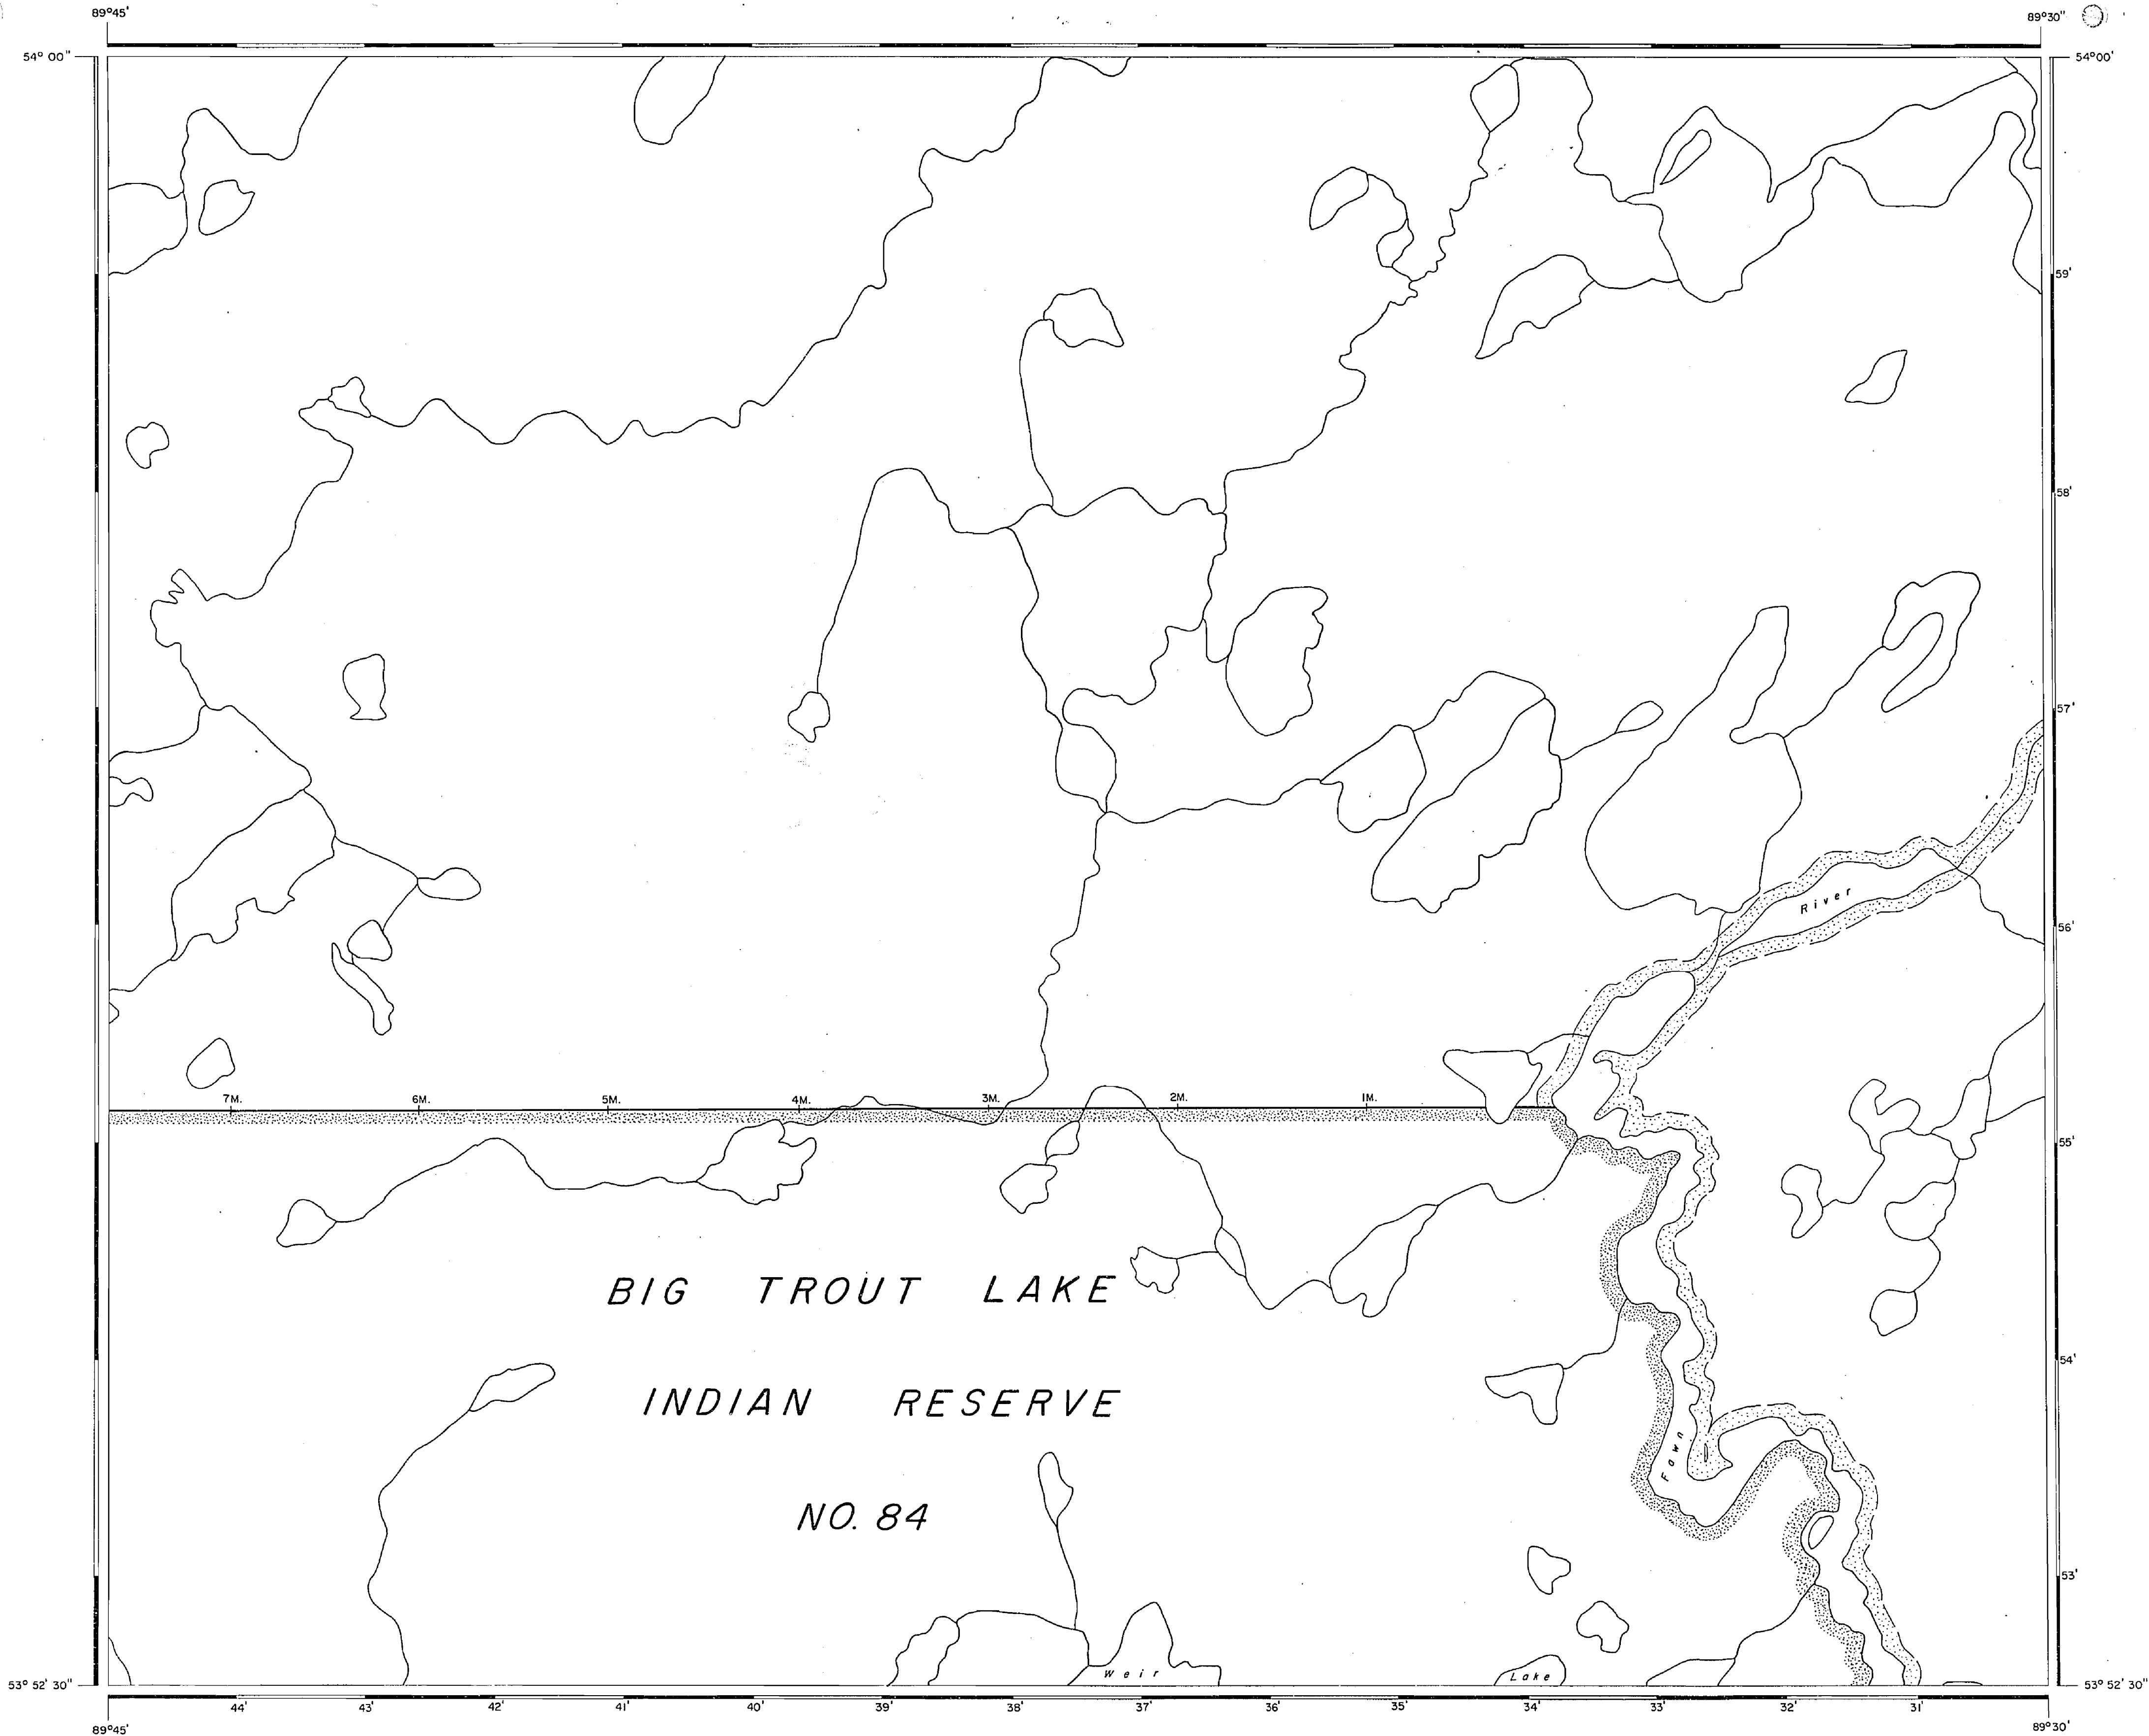 89°45'
89°30"
54° 00"
54°00'
59'
58'
57'
River
56'
7M. 6M. 5M. 4M. 3M. 2M. 1M.
55'
BIG TROUT LAKE
54'
INDIAN RESERVE
Fawn
NO. 84
53'
Weir Lake
53° 52' 30"
53° 52' 30"
44' 43' 42' 41' 40' 39' 38' 37' 36' 35' 34' 33' 32' 31'
89°45'
89°30'